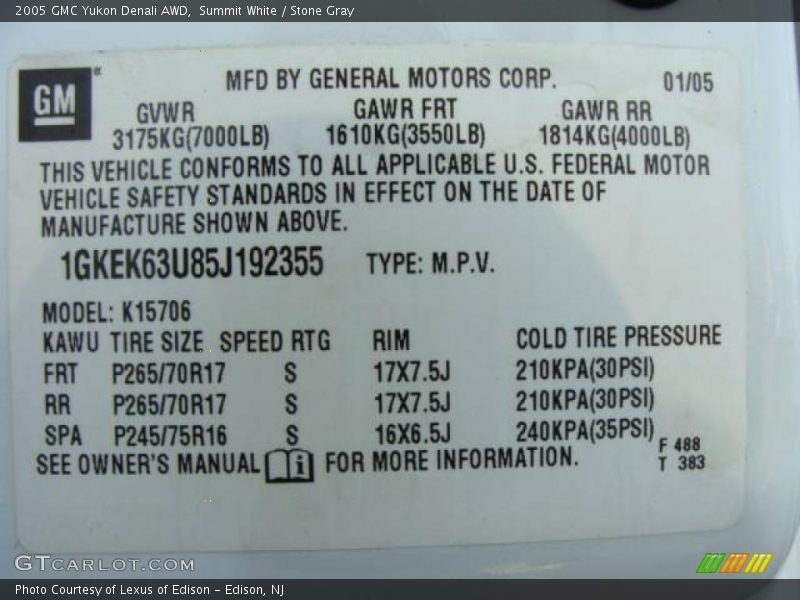 2005 GMC Yukon Denali AWD,  Summit White / Stone Gray
GM
MFD BY GENERAL MOTORS CORP. 01/05
GVWR GAWR FRT GAWR RR
3175KG(7000LB) 1610KG(3550LB) 1814KG(4000LB)
THIS VEHICLE CONFORMS TO ALL APPLICABLE U.S. FEDERAL MOTOR
VEHICLE SAFETY STANDARDS IN EFFECT ON THE DATE OF
MANUFACTURE SHOWN ABOVE.
1GKEK63U85J192355 TYPE: M.P.V.
MODEL: K15706
KAWU TIRE SIZE SPEED RTG RIM COLD TIRE PRESSURE
FRT P265/70R17 S 17X7.5J 210KPA(30PSI)
RR P265/70R17 S 17X7.5J 210KPA(30PSI)
SPA P245/75R16 S 16X6.5J 240KPA(35PSI)
F 488
SEE OWNER'S MANUAL i FOR MORE INFORMATION.
T 383
GTCARLOT.COM
Photo Courtesy of Lexus of Edison - Edison, NJ